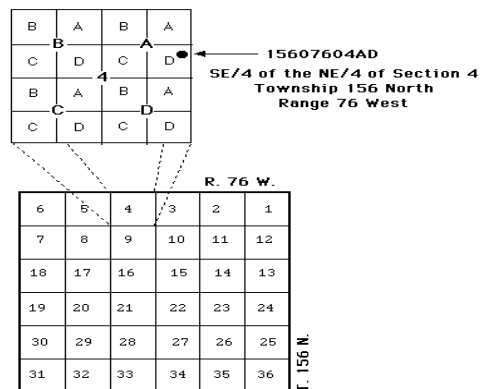 B A B A
B A
15607604AD
C D C D
SE/4 of the NE/4 of Section 4
4
Township 156 North
B A B A
Range 76 West
C D
C D C D
R. 76 W.
6 5 4 3 2 1
7 8 9 10 11 12
18 17 16 15 14 13
19 20 21 22 23 24
30 29 28 27 26 25
31 32 33 34 35 36
T. 156 N.